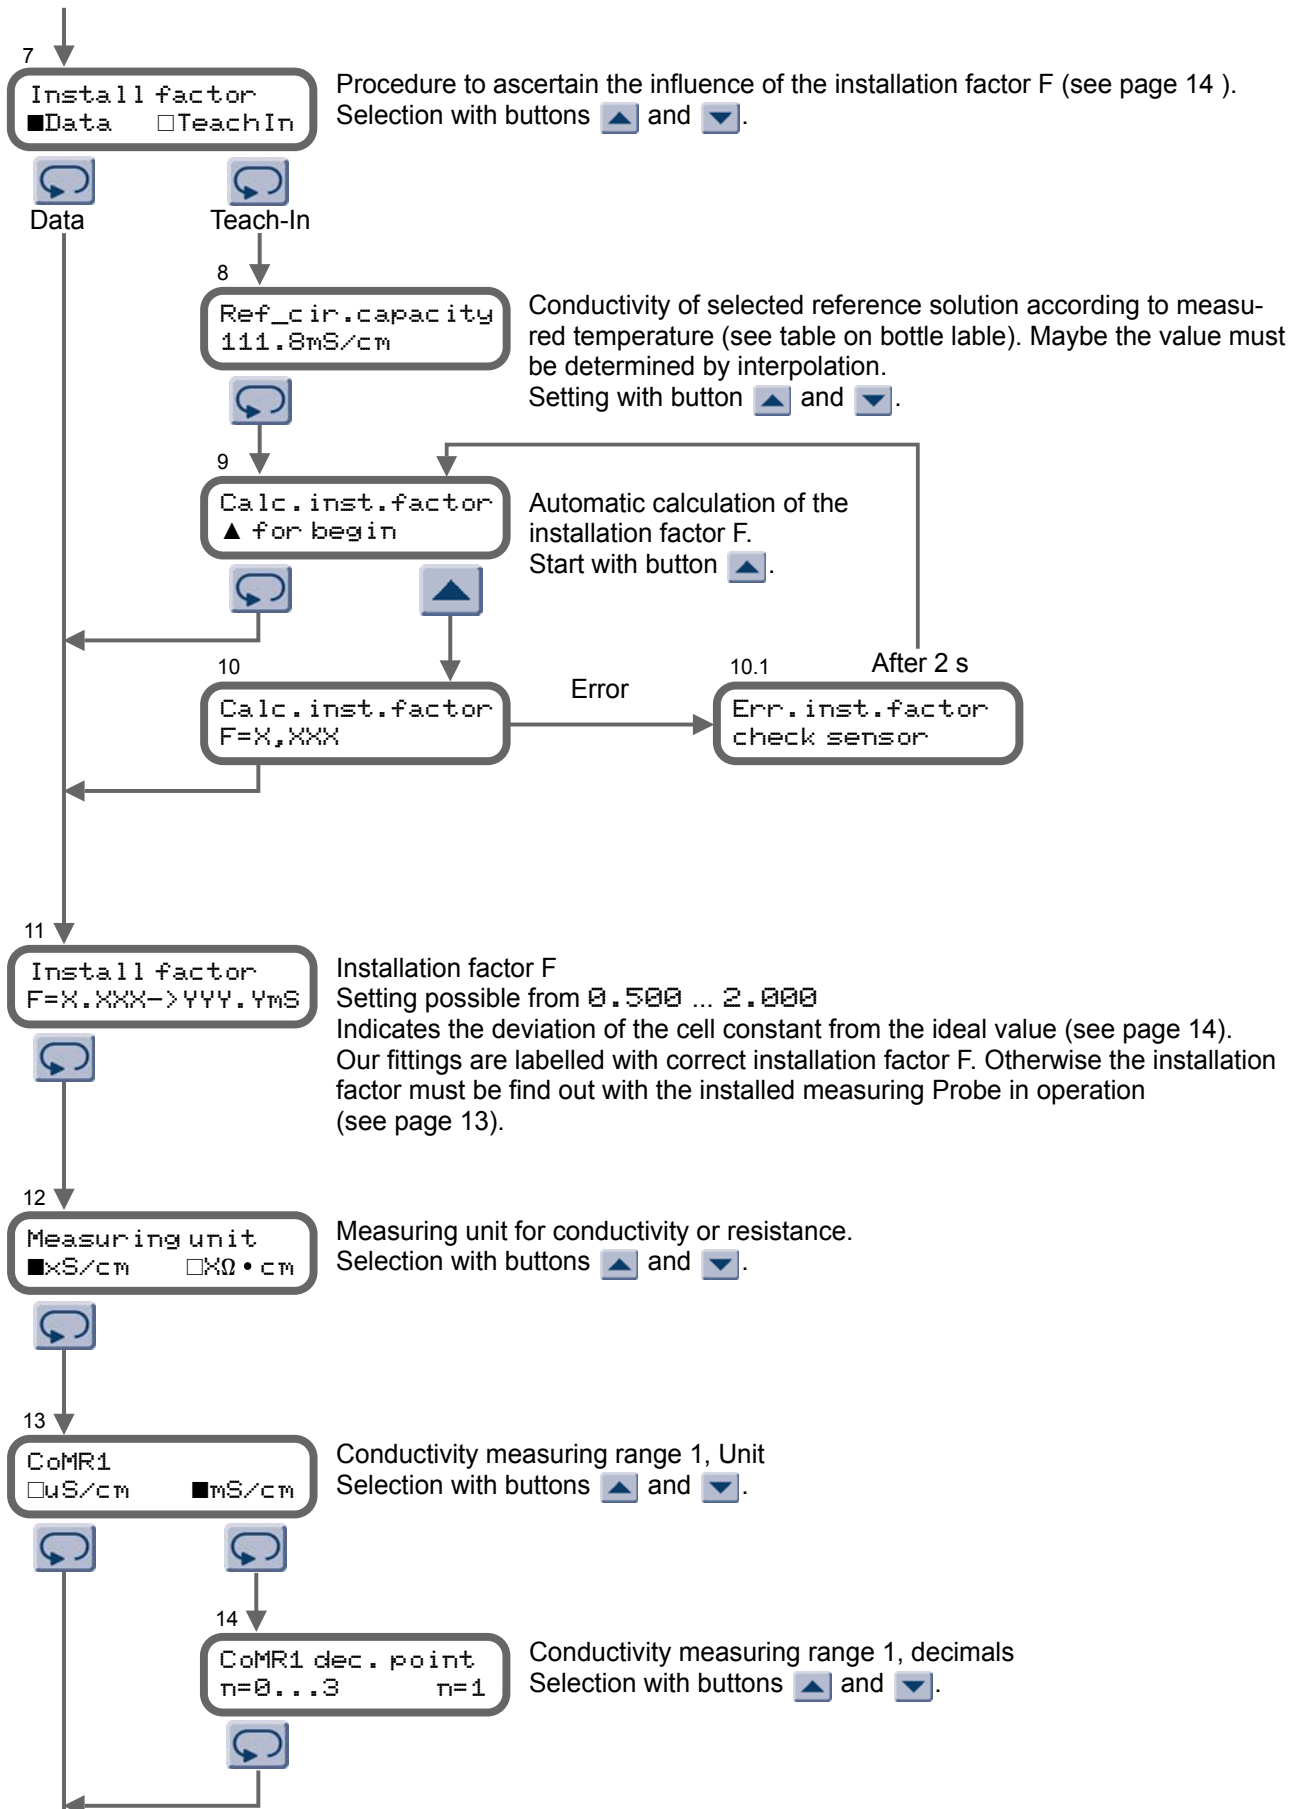 7
Install factor
■Data □TeachIn
Procedure to ascertain the influence of the installation factor F (see page 14 ).
Selection with buttons ▲ and ▼.
Data
Teach-In
8
Ref_cir.capacity
111.8mS/cm
Conductivity of selected reference solution according to measu-
red temperature (see table on bottle lable). Maybe the value must
be determined by interpolation.
Setting with button ▲ and ▼.
9
Calc.inst.factor
▲ for begin
Automatic calculation of the
installation factor F.
Start with button ▲.
10
Calc.inst.factor
F=X,XXX
Error
10.1
After 2 s
Err.inst.factor
check sensor
11
Install factor
F=X.XXX->YYY.YmS
Installation factor F
Setting possible from 0.500 ... 2.000
Indicates the deviation of the cell constant from the ideal value (see page 14).
Our fittings are labelled with correct installation factor F. Otherwise the installation
factor must be find out with the installed measuring Probe in operation
(see page 13).
12
Measuring unit
■xS/cm □XΩ•cm
Measuring unit for conductivity or resistance.
Selection with buttons ▲ and ▼.
13
CoMR1
□uS/cm ■mS/cm
Conductivity measuring range 1, Unit
Selection with buttons ▲ and ▼.
14
CoMR1 dec. point
n=0...3 n=1
Conductivity measuring range 1, decimals
Selection with buttons ▲ and ▼.